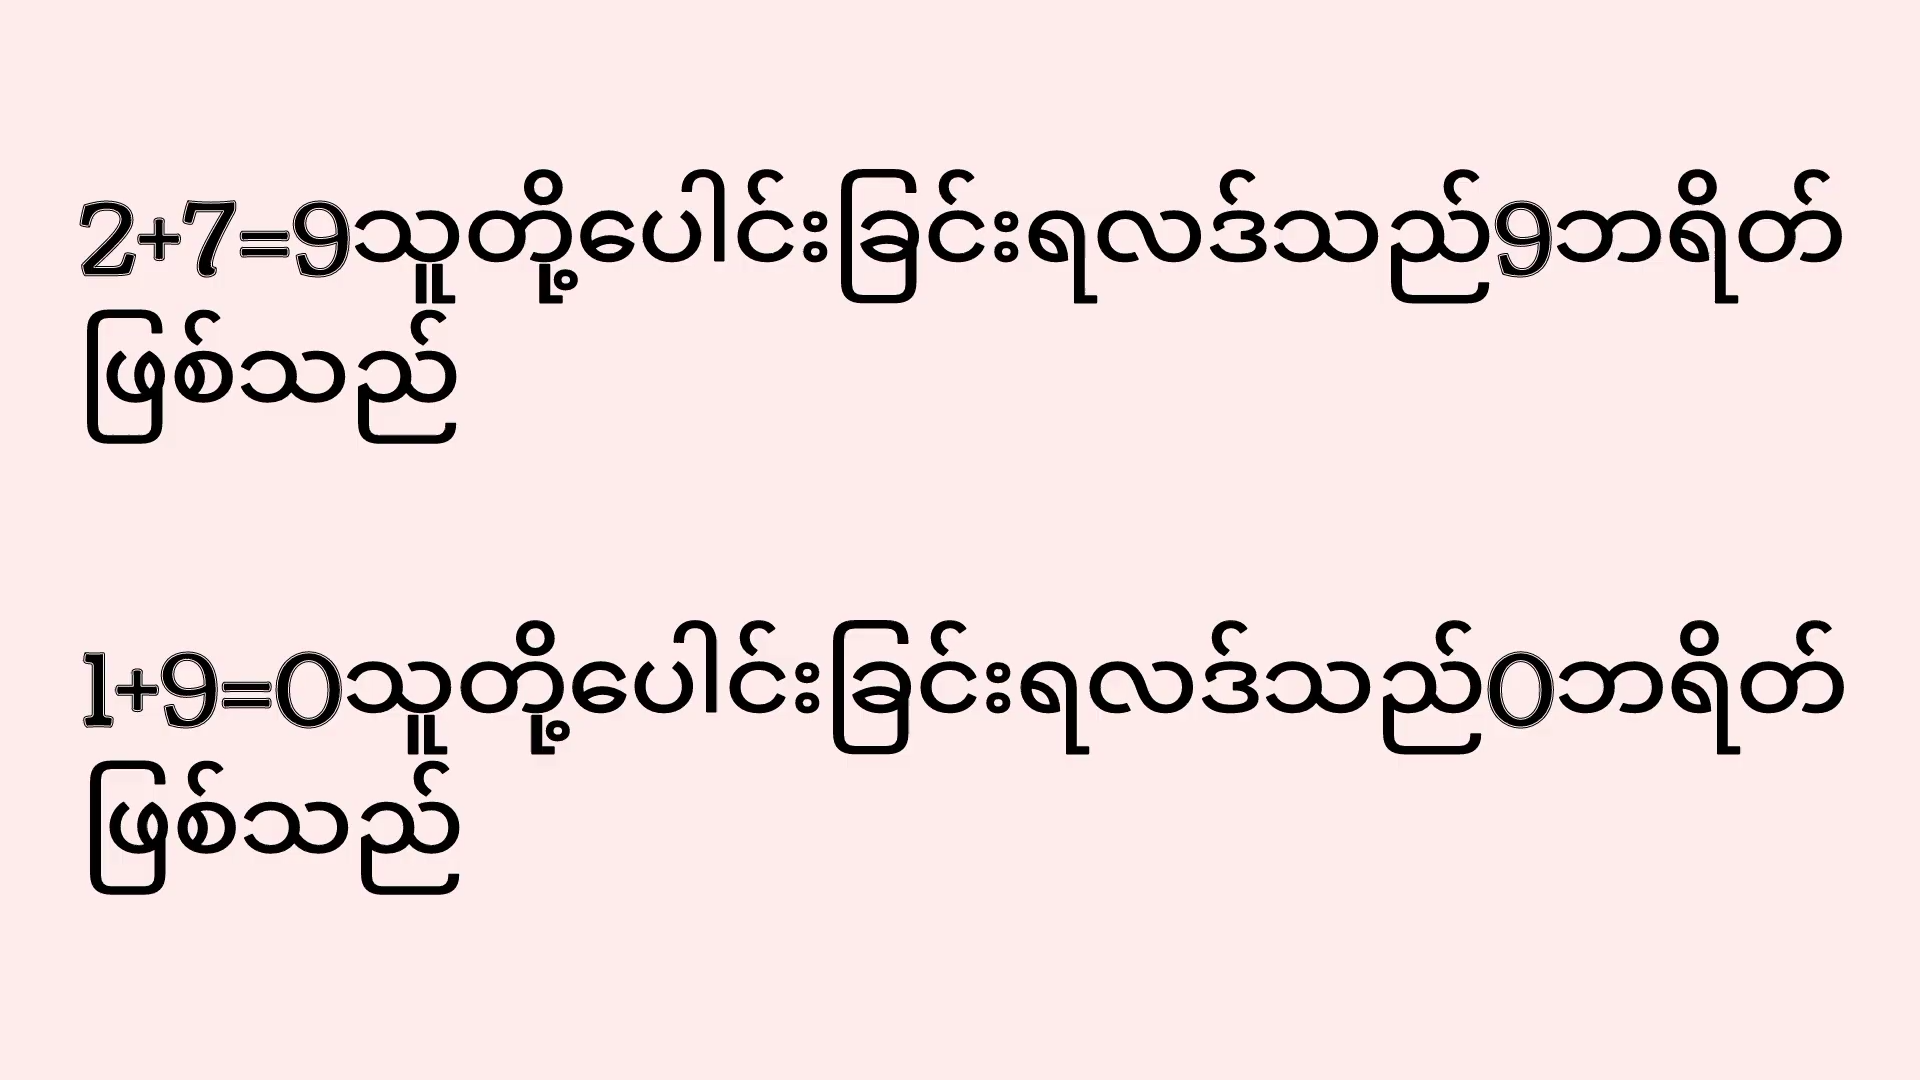 2+7=9သူတို့ပေါင်းခြင်းရလဒ်သည်9ဘရိတ်
ဖြစ်သည်
1+9=0သူတို့ပေါင်းခြင်းရလဒ်သည်0ဘရိတ်
ဖြစ်သည်